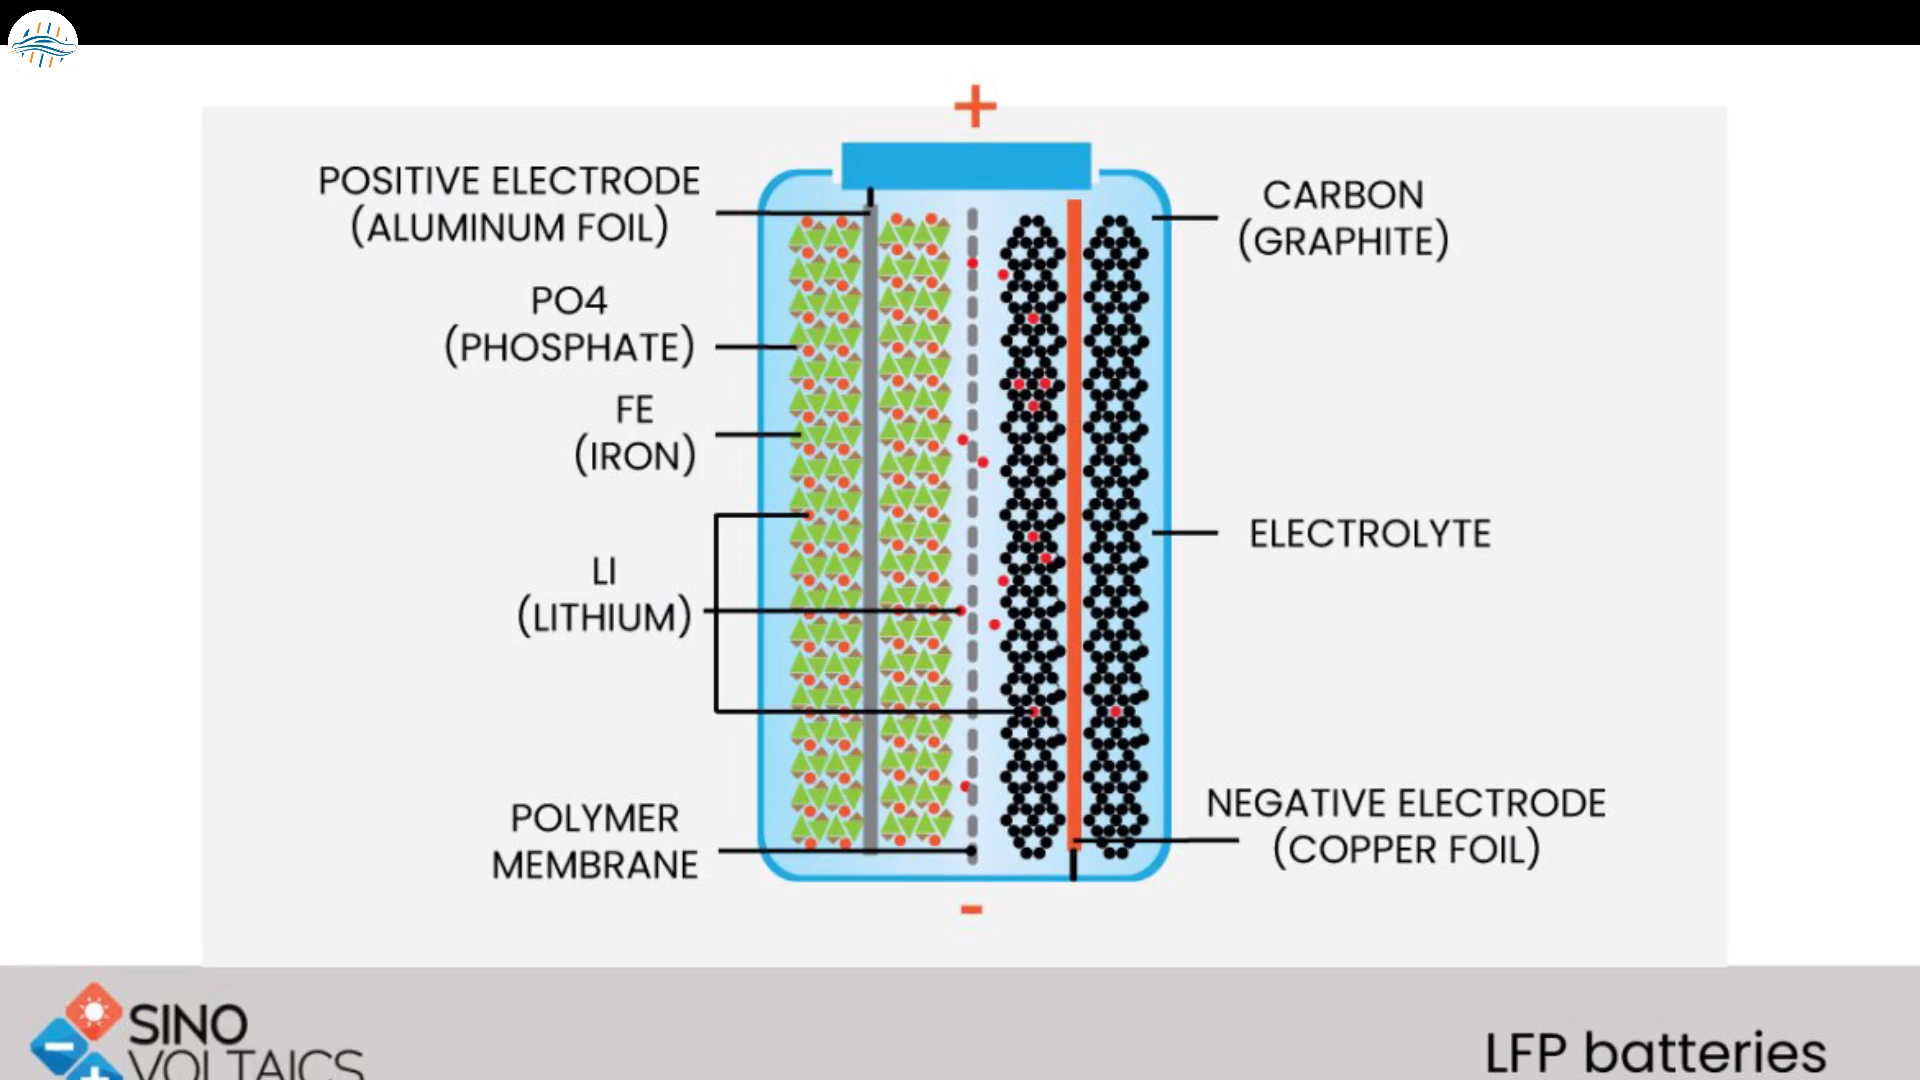 +
POSITIVE ELECTRODE
(ALUMINUM FOIL)
PO4
(PHOSPHATE)
FE
(IRON)
LI
(LITHIUM)
POLYMER
MEMBRANE
CARBON
(GRAPHITE)
ELECTROLYTE
NEGATIVE ELECTRODE
(COPPER FOIL)
-
SINO
VOLTAICS
LFP batteries